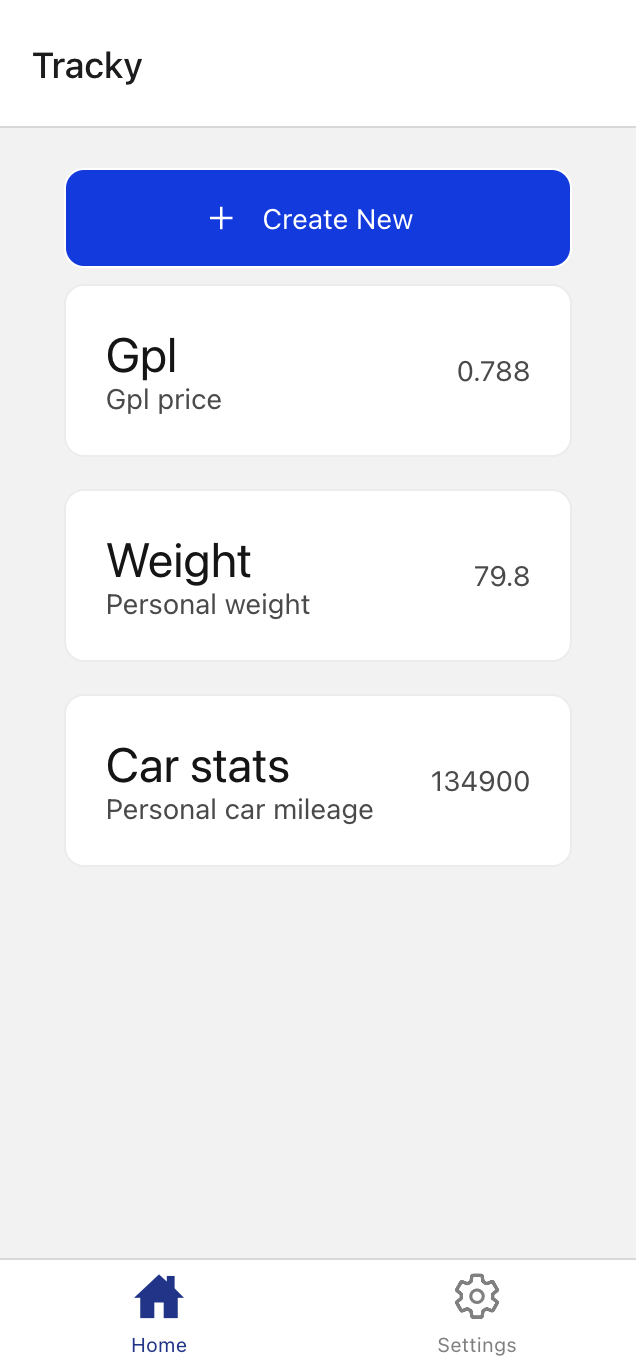 Tracky
+ Create New
Gpl
Gpl price
0.788
Weight
Personal weight
79.8
Car stats
Personal car mileage
134900
Home
Settings